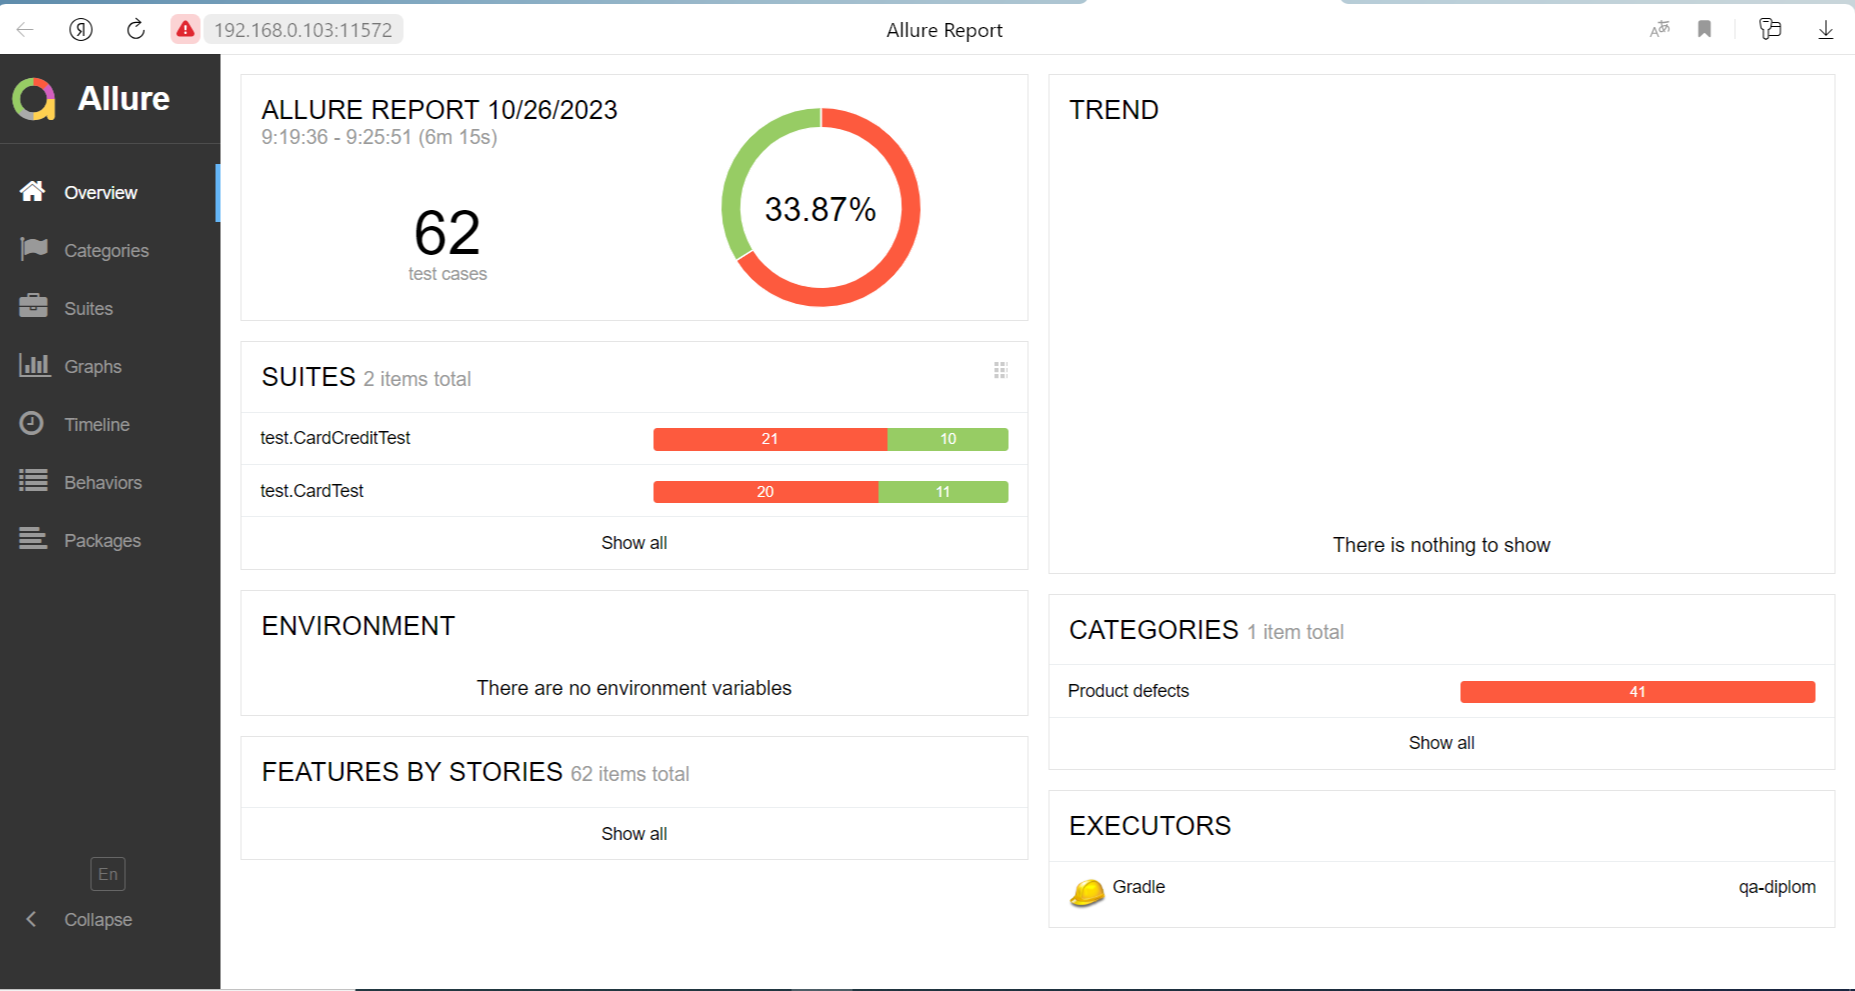 192.168.0.103:11572
Allure Report
Allure
Overview
Categories
Suites
Graphs
Timeline
Behaviors
Packages
En
Collapse
ALLURE REPORT 10/26/2023
9:19:36 - 9:25:51 (6m 15s)
62
test cases
33.87%
SUITES 2 items total
test.CardCreditTest 21 10
test.CardTest 20 11
Show all
ENVIRONMENT
There are no environment variables
FEATURES BY STORIES 62 items total
Show all
TREND
There is nothing to show
CATEGORIES 1 item total
Product defects 41
Show all
EXECUTORS
Gradle qa-diplom